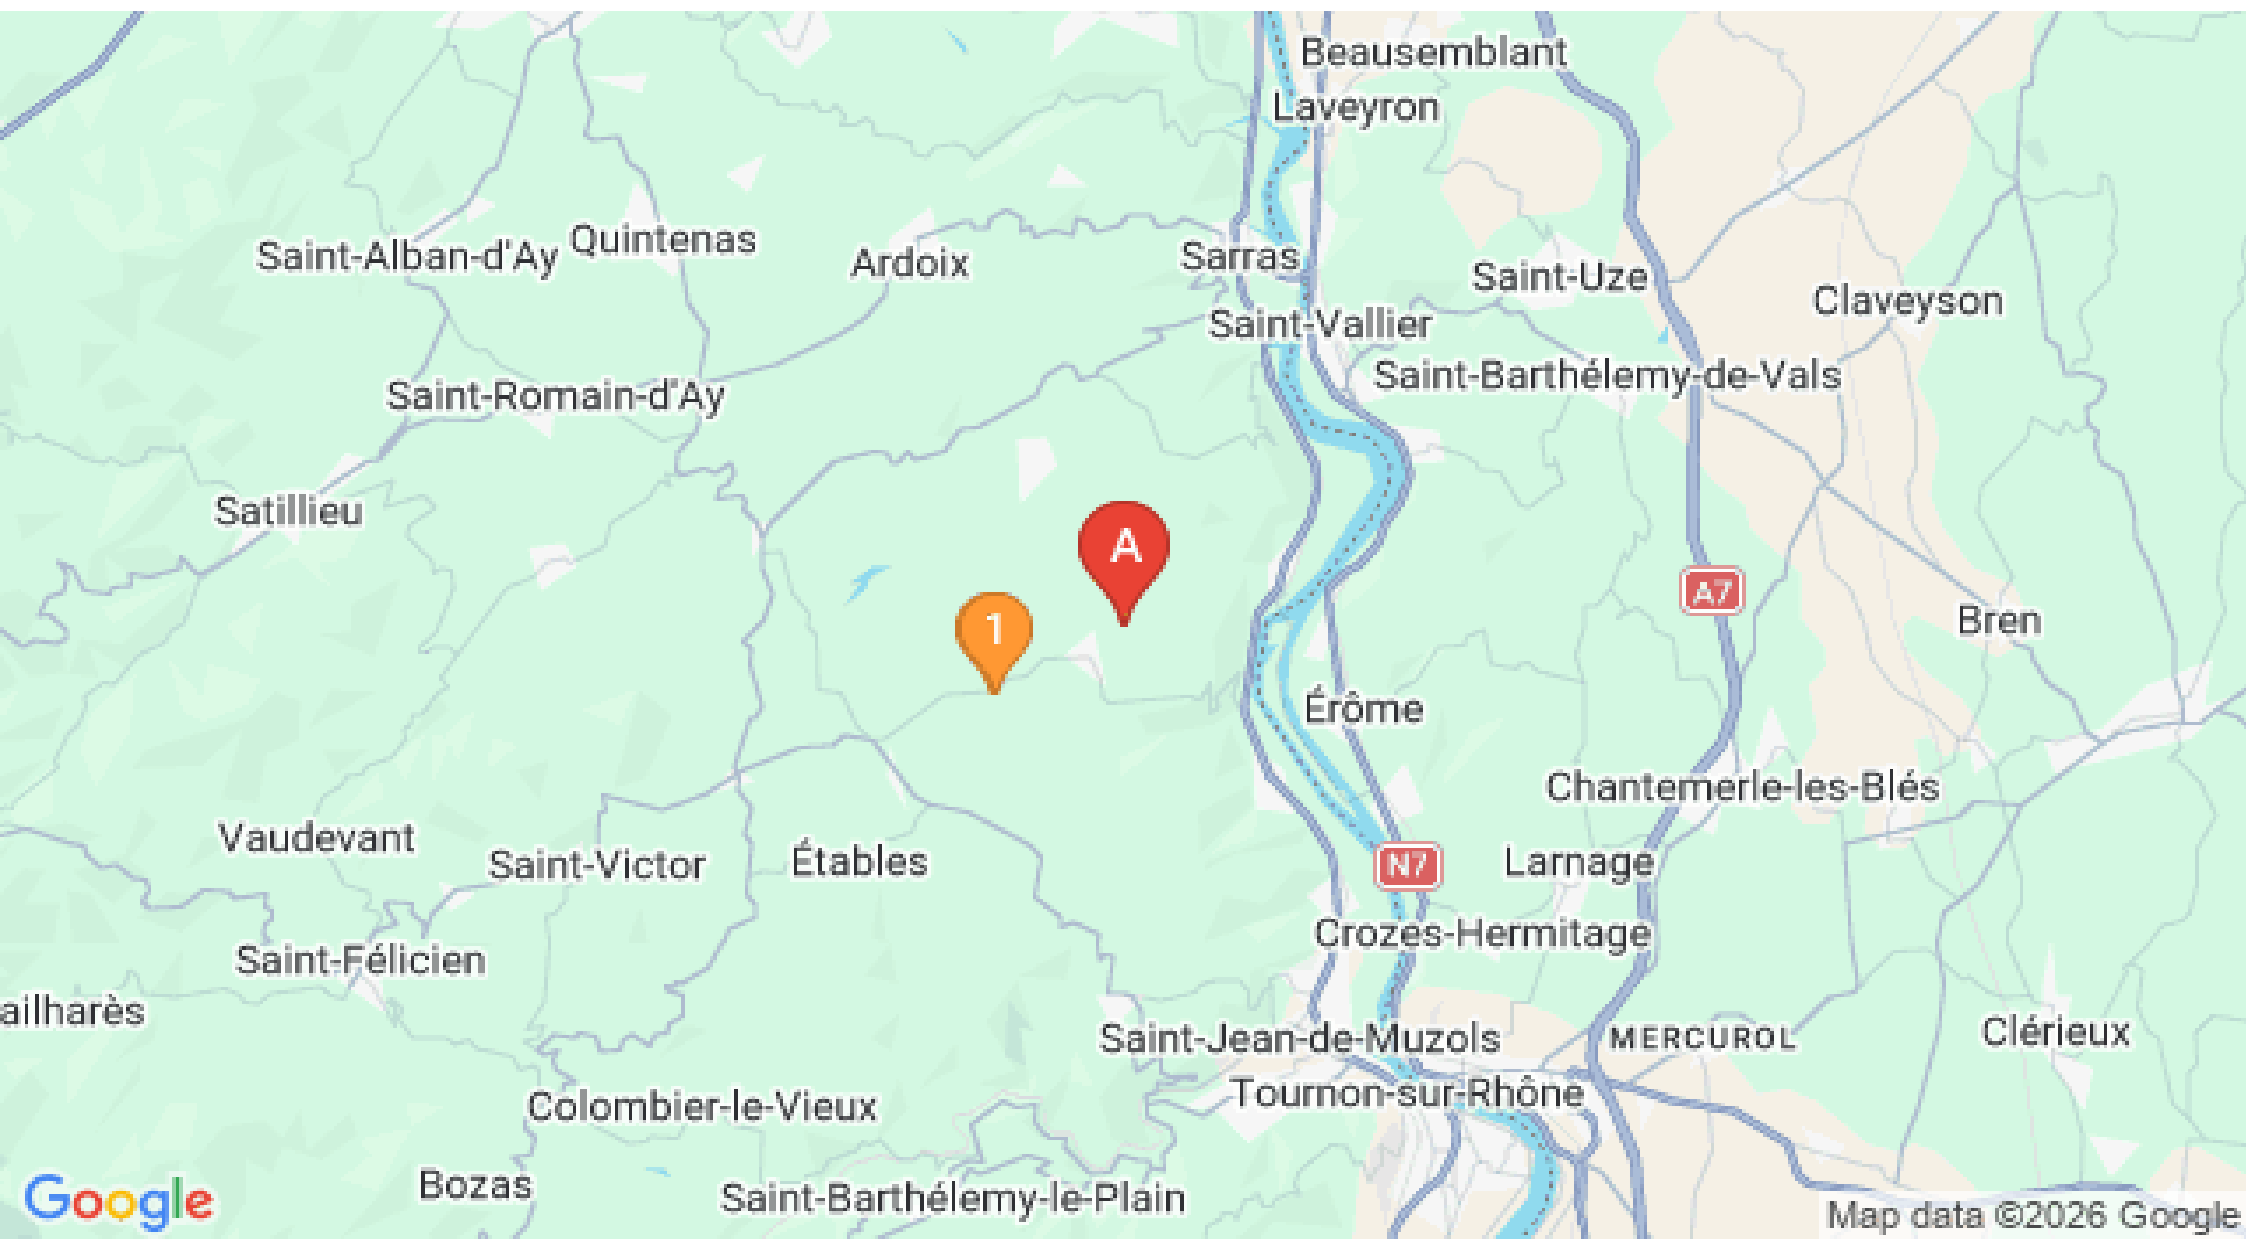 Beausemblant
Laveyron
Saint-Alban-d'Ay
Quintenas
Ardoix
Sarras
Saint-Uze
Claveyson
Saint-Vallier
Saint-Barthélemy-de-Vals
Saint-Romain-d'Ay
Satillieu
A
A7
1
Bren
Érôme
Chantemerle-les-Blés
Vaudevant
Saint-Victor
Étables
N7
Larnage
Crozes-Hermitage
Saint-Félicien
ailharès
Saint-Jean-de-Muzols
MERCUROL
Clérieux
Tournon-sur-Rhône
Colombier-le-Vieux
Bozas
Saint-Barthélemy-le-Plain
Google
Map data ©2026 Google